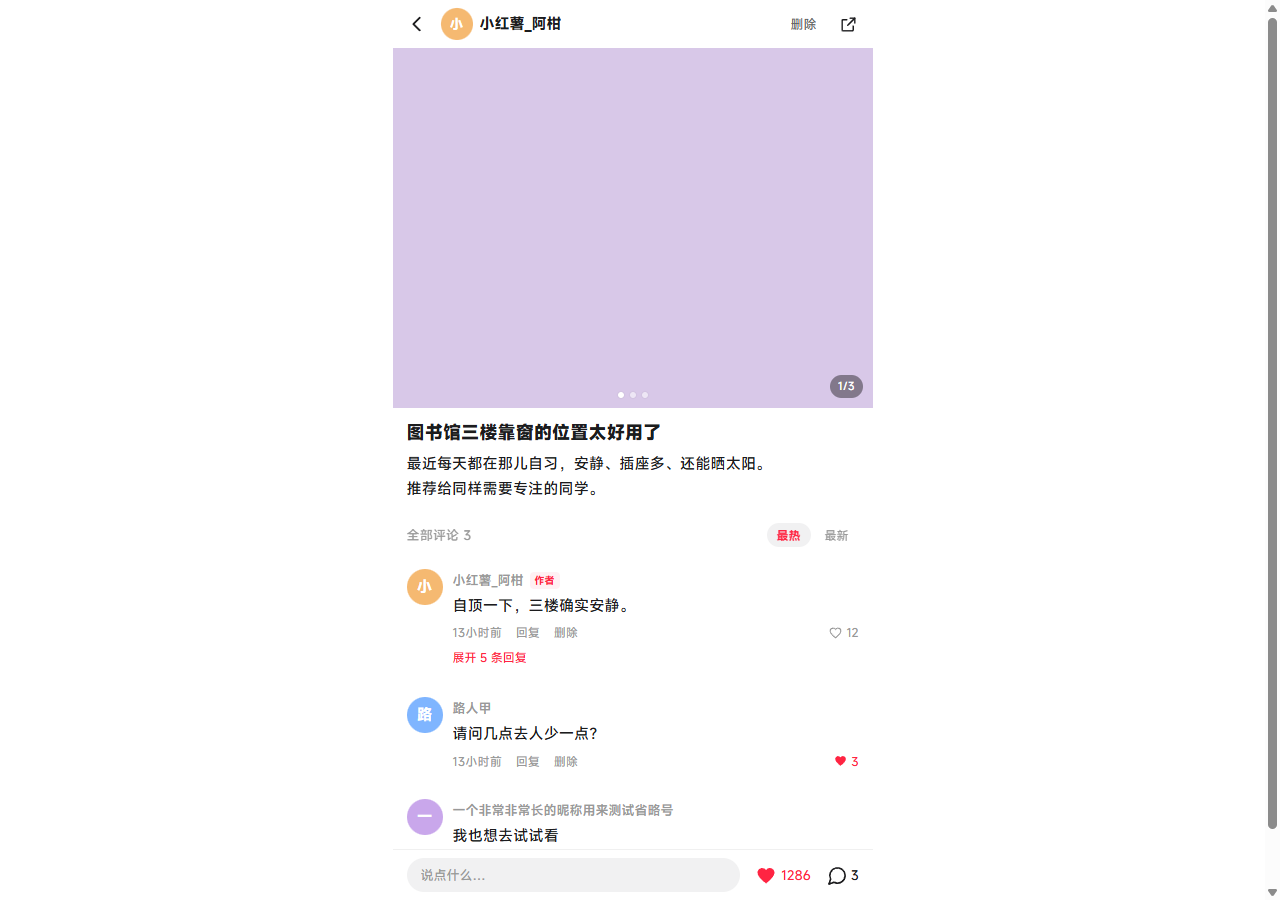 小 小红薯_阿柑 删除
1/3
图书馆三楼靠窗的位置太好用了
最近每天都在那儿自习，安静、插座多、还能晒太阳。
推荐给同样需要专注的同学。
全部评论 3 最热 最新
小 小红薯_阿柑 作者
自顶一下，三楼确实安静。
13小时前 回复 删除 12
展开 5 条回复
路 路人甲
请问几点去人少一点？
13小时前 回复 删除 3
一 一个非常非常长的昵称用来测试省略号
我也想去试试看
说点什么... 1286 3